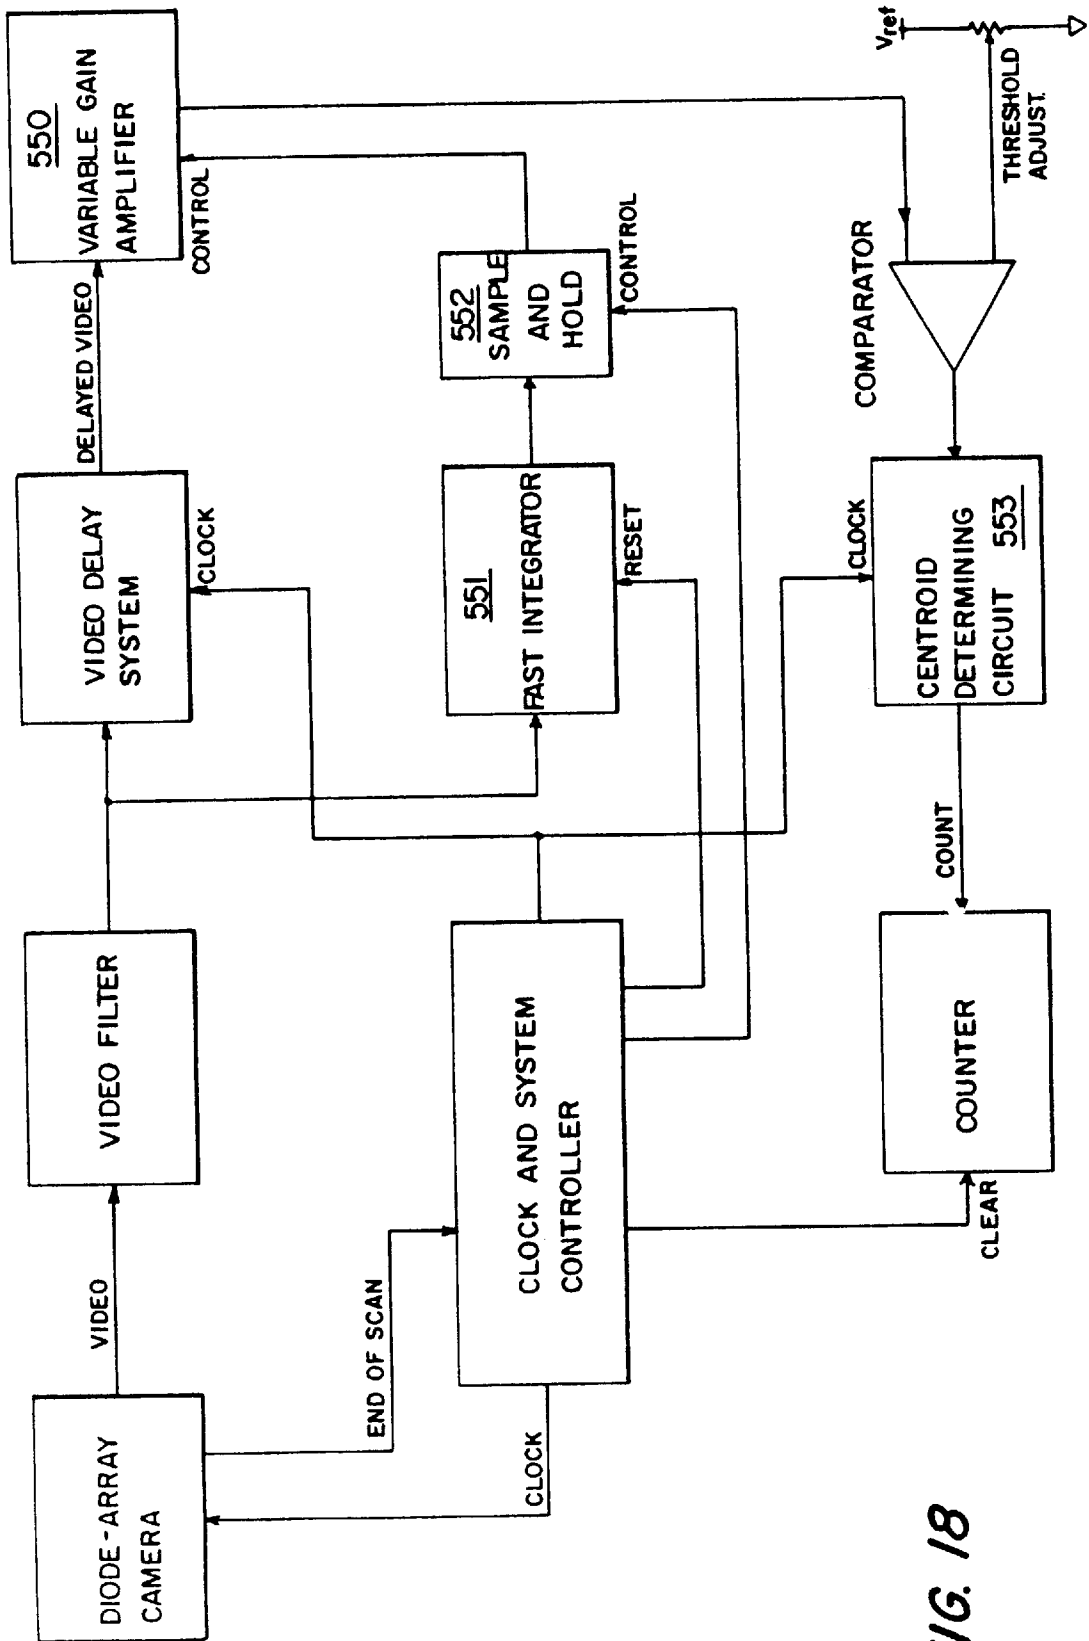 DIODE-ARRAY
CAMERA
VIDEO
VIDEO FILTER
VIDEO DELAY
SYSTEM
CLOCK
DELAYED VIDEO
550
VARIABLE GAIN
AMPLIFIER
CONTROL
END OF SCAN
CLOCK
CLOCK AND SYSTEM
CONTROLLER
551
FAST INTEGRATOR
RESET
552
SAMPLE
AND
HOLD
CONTROL
CLEAR
COUNTER
COUNT
CLOCK
CENTROID
DETERMINING
CIRCUIT 553
COMPARATOR
THRESHOLD
ADJUST.
Vref
FIG. 18